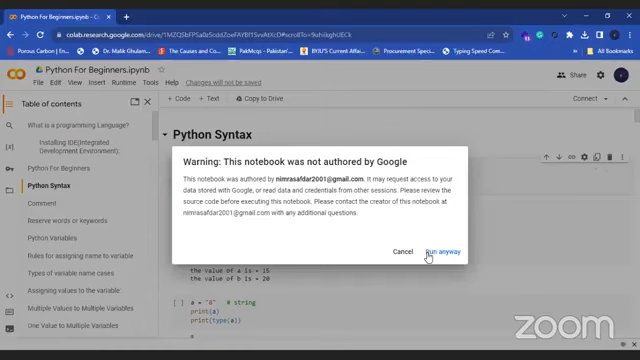 Python For Beginners.ipynb - Co
colab.research.google.com/drive/
Porous Carbon | En...
Dr. Malik Ghulam...
The Causes and Co...
PakMcqs - Pakistan...
BYJU'S Current Affai...
Procurement Speci...
Typing Speed Com...
All Bookmarks
Python For Beginners.ipynb
File Edit View Insert Runtime Tools Help Changes will not be saved
Share
Table of contents
+ Code + Text Copy to Drive
Connect
What is a programming Language?
Installing IDE(Integrated
Development Environment):
Python For Beginners
Python Syntax
Comment
Reserve words or keywords
Python Variables
Rules for assigning name to variable
Types of variable name cases
Assigning values to the variable:
Multiple Values to Multiple Variables
One Value to Multiple Variables
Python Syntax
Warning: This notebook was not authored by Google
This notebook was authored by nimrasafdar2001@gmail.com. It may request access to your
data stored with Google, or read data and credentials from other sessions. Please review the
source code before executing this notebook. Please contact the creator of this notebook at
nimrasafdar2001@gmail.com with any additional questions.
Cancel
Run anyway
the value of a is = 15
the value of b is = 20
[ ] a = "8" # string
print(a)
print(type(a))
zoom